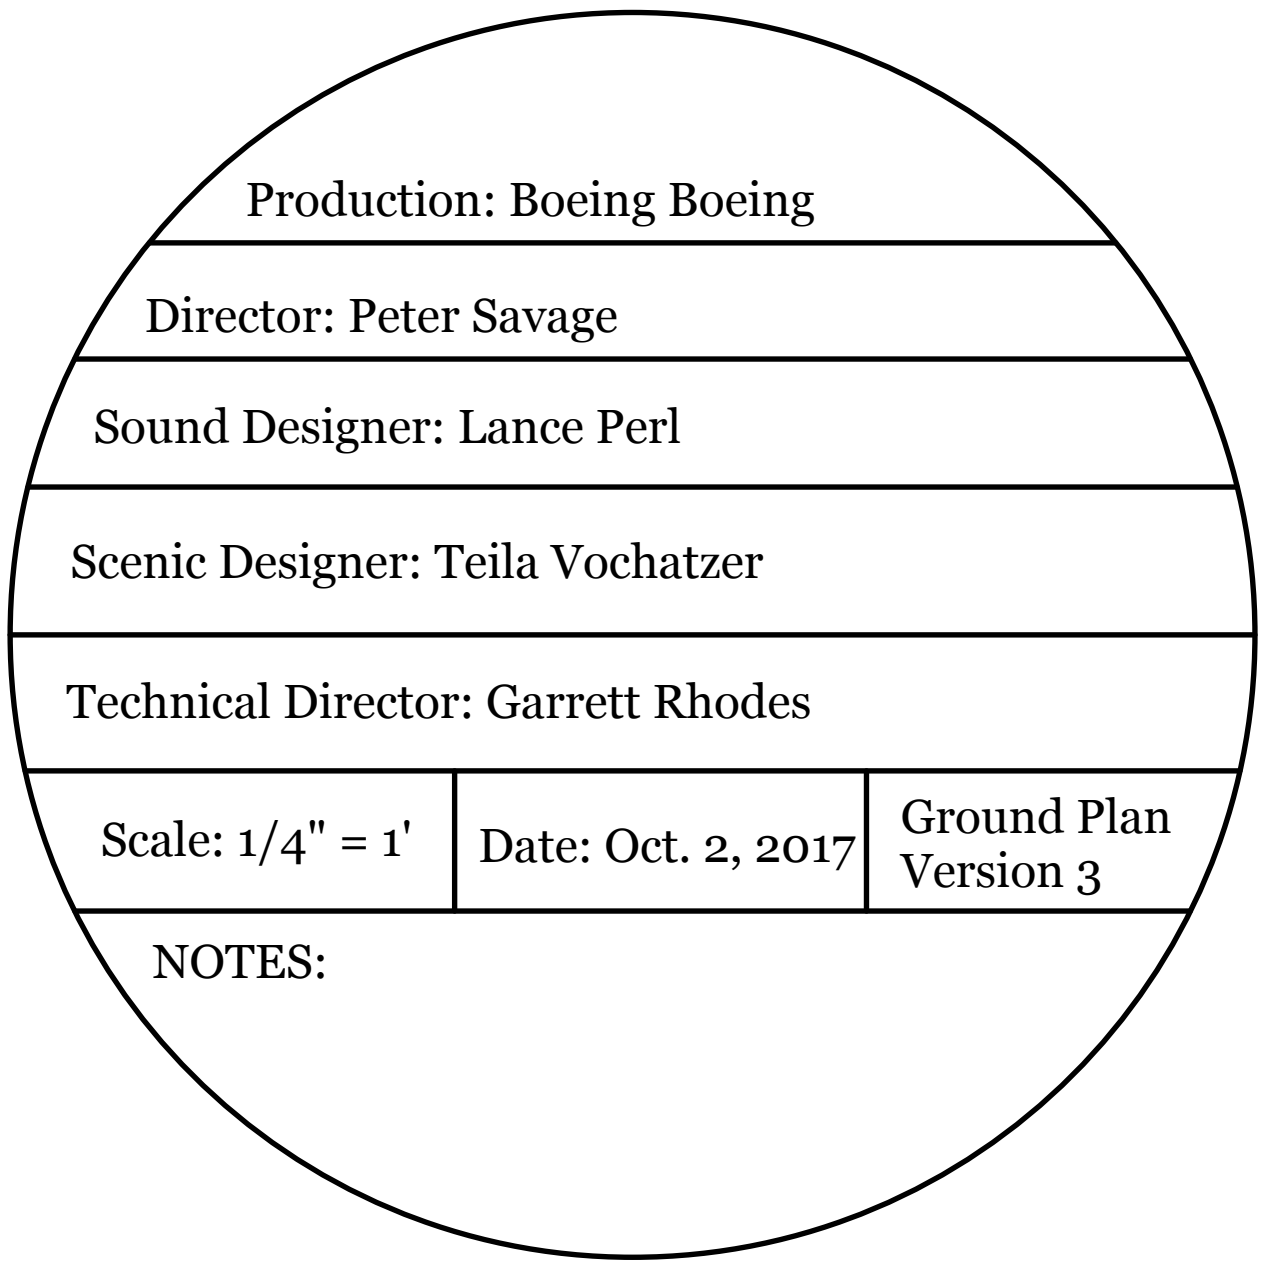 Production: Boeing Boeing
Director: Peter Savage
Sound Designer: Lance Perl
Scenic Designer: Teila Vochatzer
Technical Director: Garrett Rhodes
Scale: 1/4" = 1'
Date: Oct. 2, 2017
Ground Plan
Version 3
NOTES: